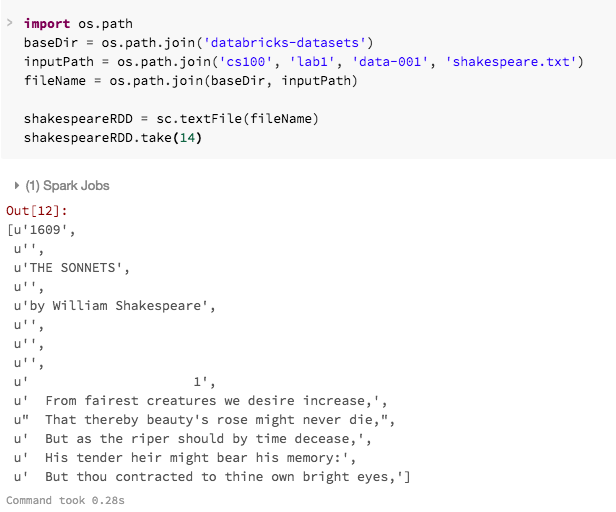 > import os.path
baseDir = os.path.join('databricks-datasets')
inputPath = os.path.join('cs100', 'lab1', 'data-001', 'shakespeare.txt')
fileName = os.path.join(baseDir, inputPath)

shakespeareRDD = sc.textFile(fileName)
shakespeareRDD.take(14)
(1) Spark Jobs
Out[12]:
[u'1609',
 u'',
 u'THE SONNETS',
 u'',
 u'by William Shakespeare',
 u'',
 u'',
 u'',
 u'                     1',
 u'  From fairest creatures we desire increase,',
 u"  That thereby beauty's rose might never die,",
 u'  But as the riper should by time decease,',
 u'  His tender heir might bear his memory:',
 u'  But thou contracted to thine own bright eyes,']
Command took 0.28s